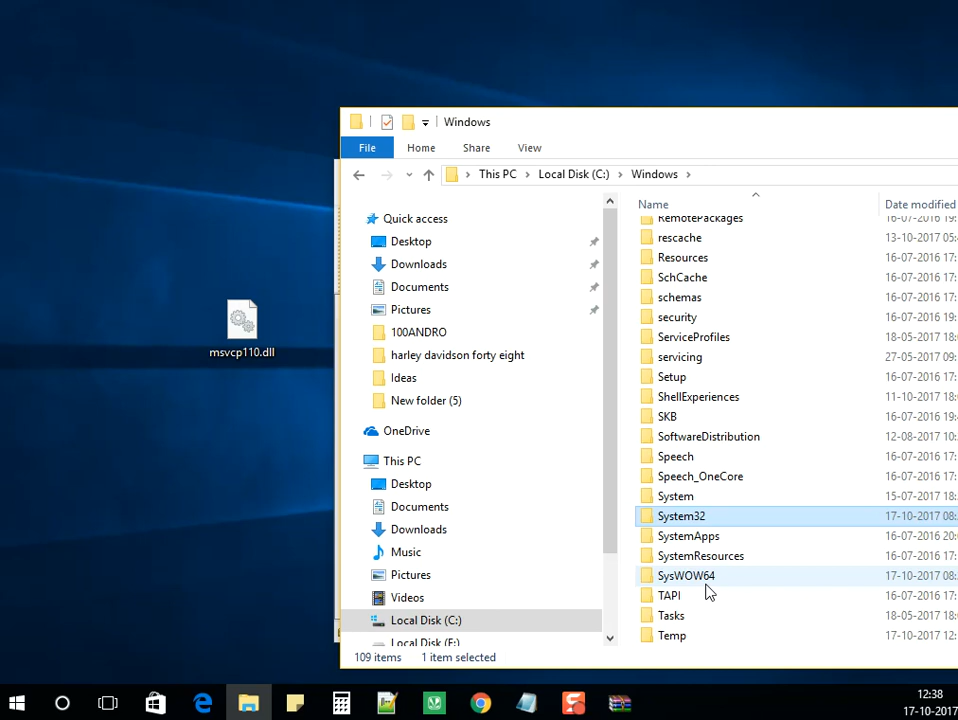 msvcp110.dll
Windows
File Home Share View
This PC Local Disk (C:) Windows
Quick access
Desktop
Downloads
Documents
Pictures
100ANDRO
harley davidson forty eight
Ideas
New folder (5)
OneDrive
This PC
Desktop
Documents
Downloads
Music
Pictures
Videos
Local Disk (C:)
Local Disk (F:)
Name Date modified
RemotePackages 16-07-2016 19:
rescache 13-10-2017 05:
Resources 16-07-2016 17:
SchCache 16-07-2016 17:
schemas 16-07-2016 17:
security 16-07-2016 19:
ServiceProfiles 18-05-2017 18:
servicing 27-05-2017 09:
Setup 16-07-2016 17:
ShellExperiences 11-10-2017 18:
SKB 16-07-2016 19:
SoftwareDistribution 12-08-2017 10:
Speech 16-07-2016 17:
Speech_OneCore 16-07-2016 17:
System 15-07-2017 18:
System32 17-10-2017 08:
SystemApps 16-07-2016 20:
SystemResources 16-07-2016 17:
SysWOW64 17-10-2017 08:
TAPI 16-07-2016 17:
Tasks 18-05-2017 18:
Temp 17-10-2017 12:
109 items 1 item selected
12:38
17-10-2017